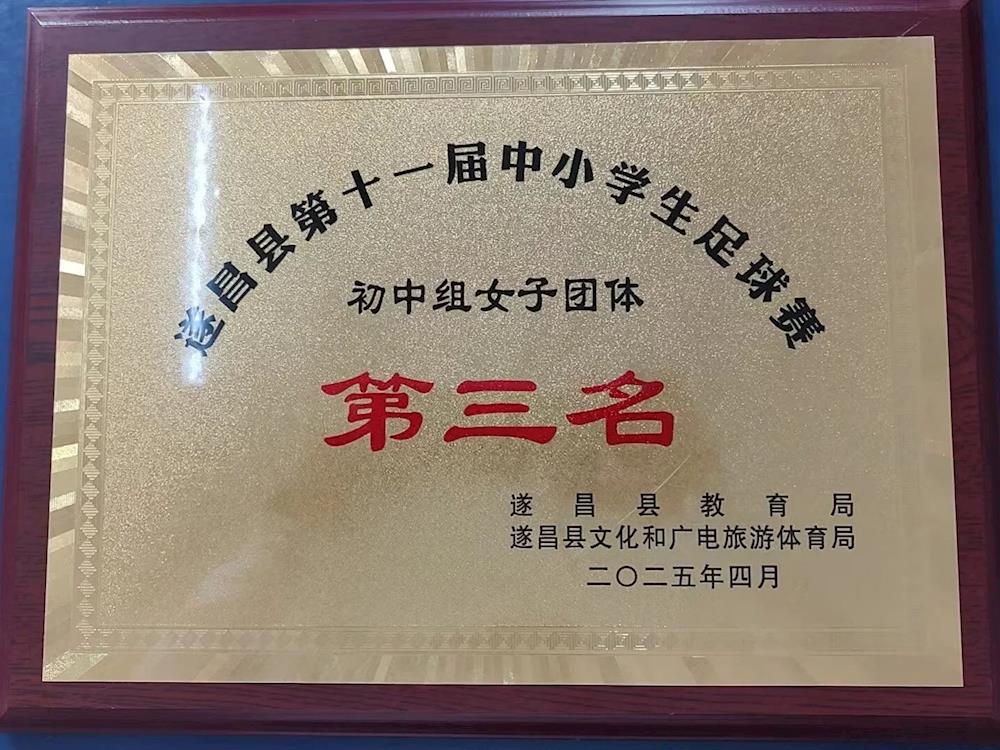 遂昌县第十一届中小学生足球赛
初中组女子团体
第三名
遂昌县教育局
遂昌县文化和广电旅游体育局
二〇二五年四月